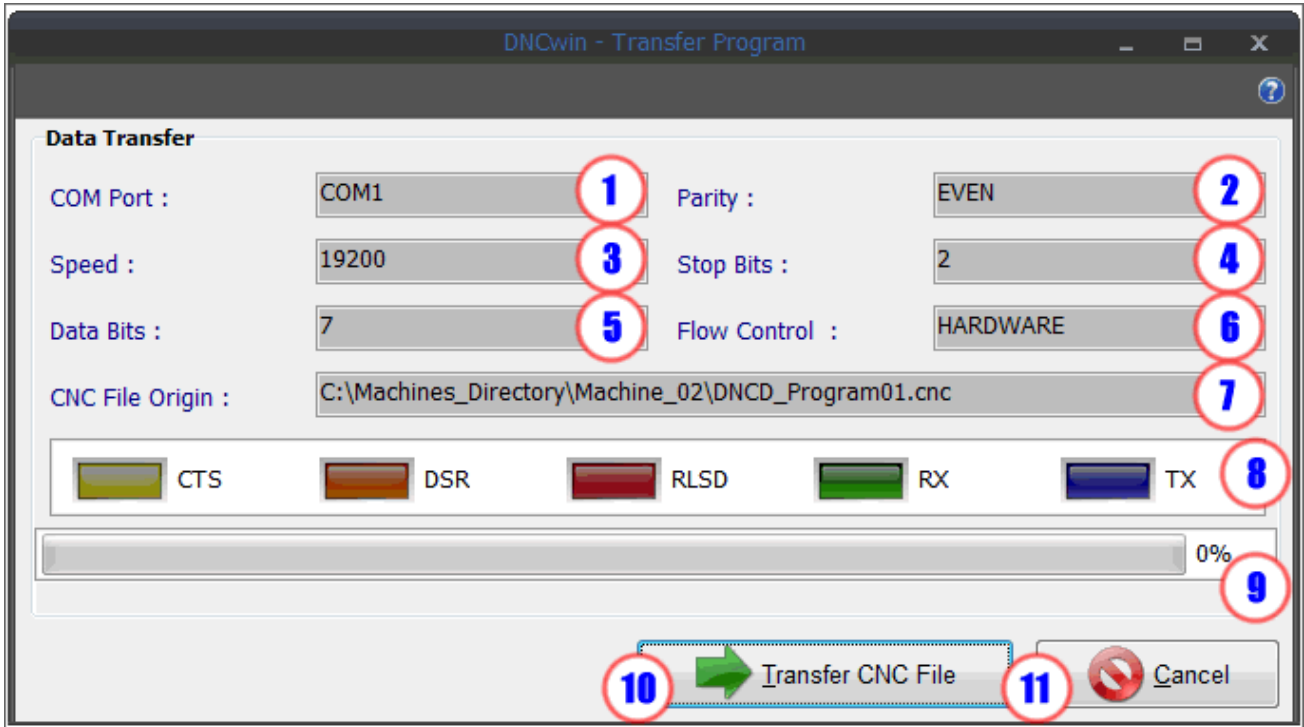 DNCwin - Transfer Program
?
Data Transfer
COM Port : COM1 1 Parity : EVEN 2
Speed : 19200 3 Stop Bits : 2 4
Data Bits : 7 5 Flow Control : HARDWARE 6
CNC File Origin : C:\Machines_Directory\Machine_02\DNCD_Program01.cnc 7
CTS DSR RLSD RX TX 8
0%
9
10 Transfer CNC File 11 Cancel